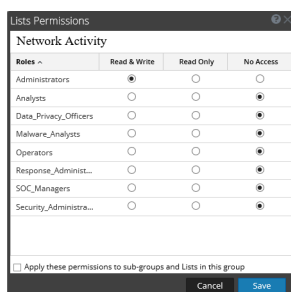 Lists Permissions
Network Activity
Roles Read & Write Read Only No Access
Administrators
Analysts
Data_Privacy_Officers
Malware_Analysts
Operators
Response_Administ...
SOC_Managers
Security_Administra...
Apply these permissions to sub-groups and Lists in this group
Cancel Save